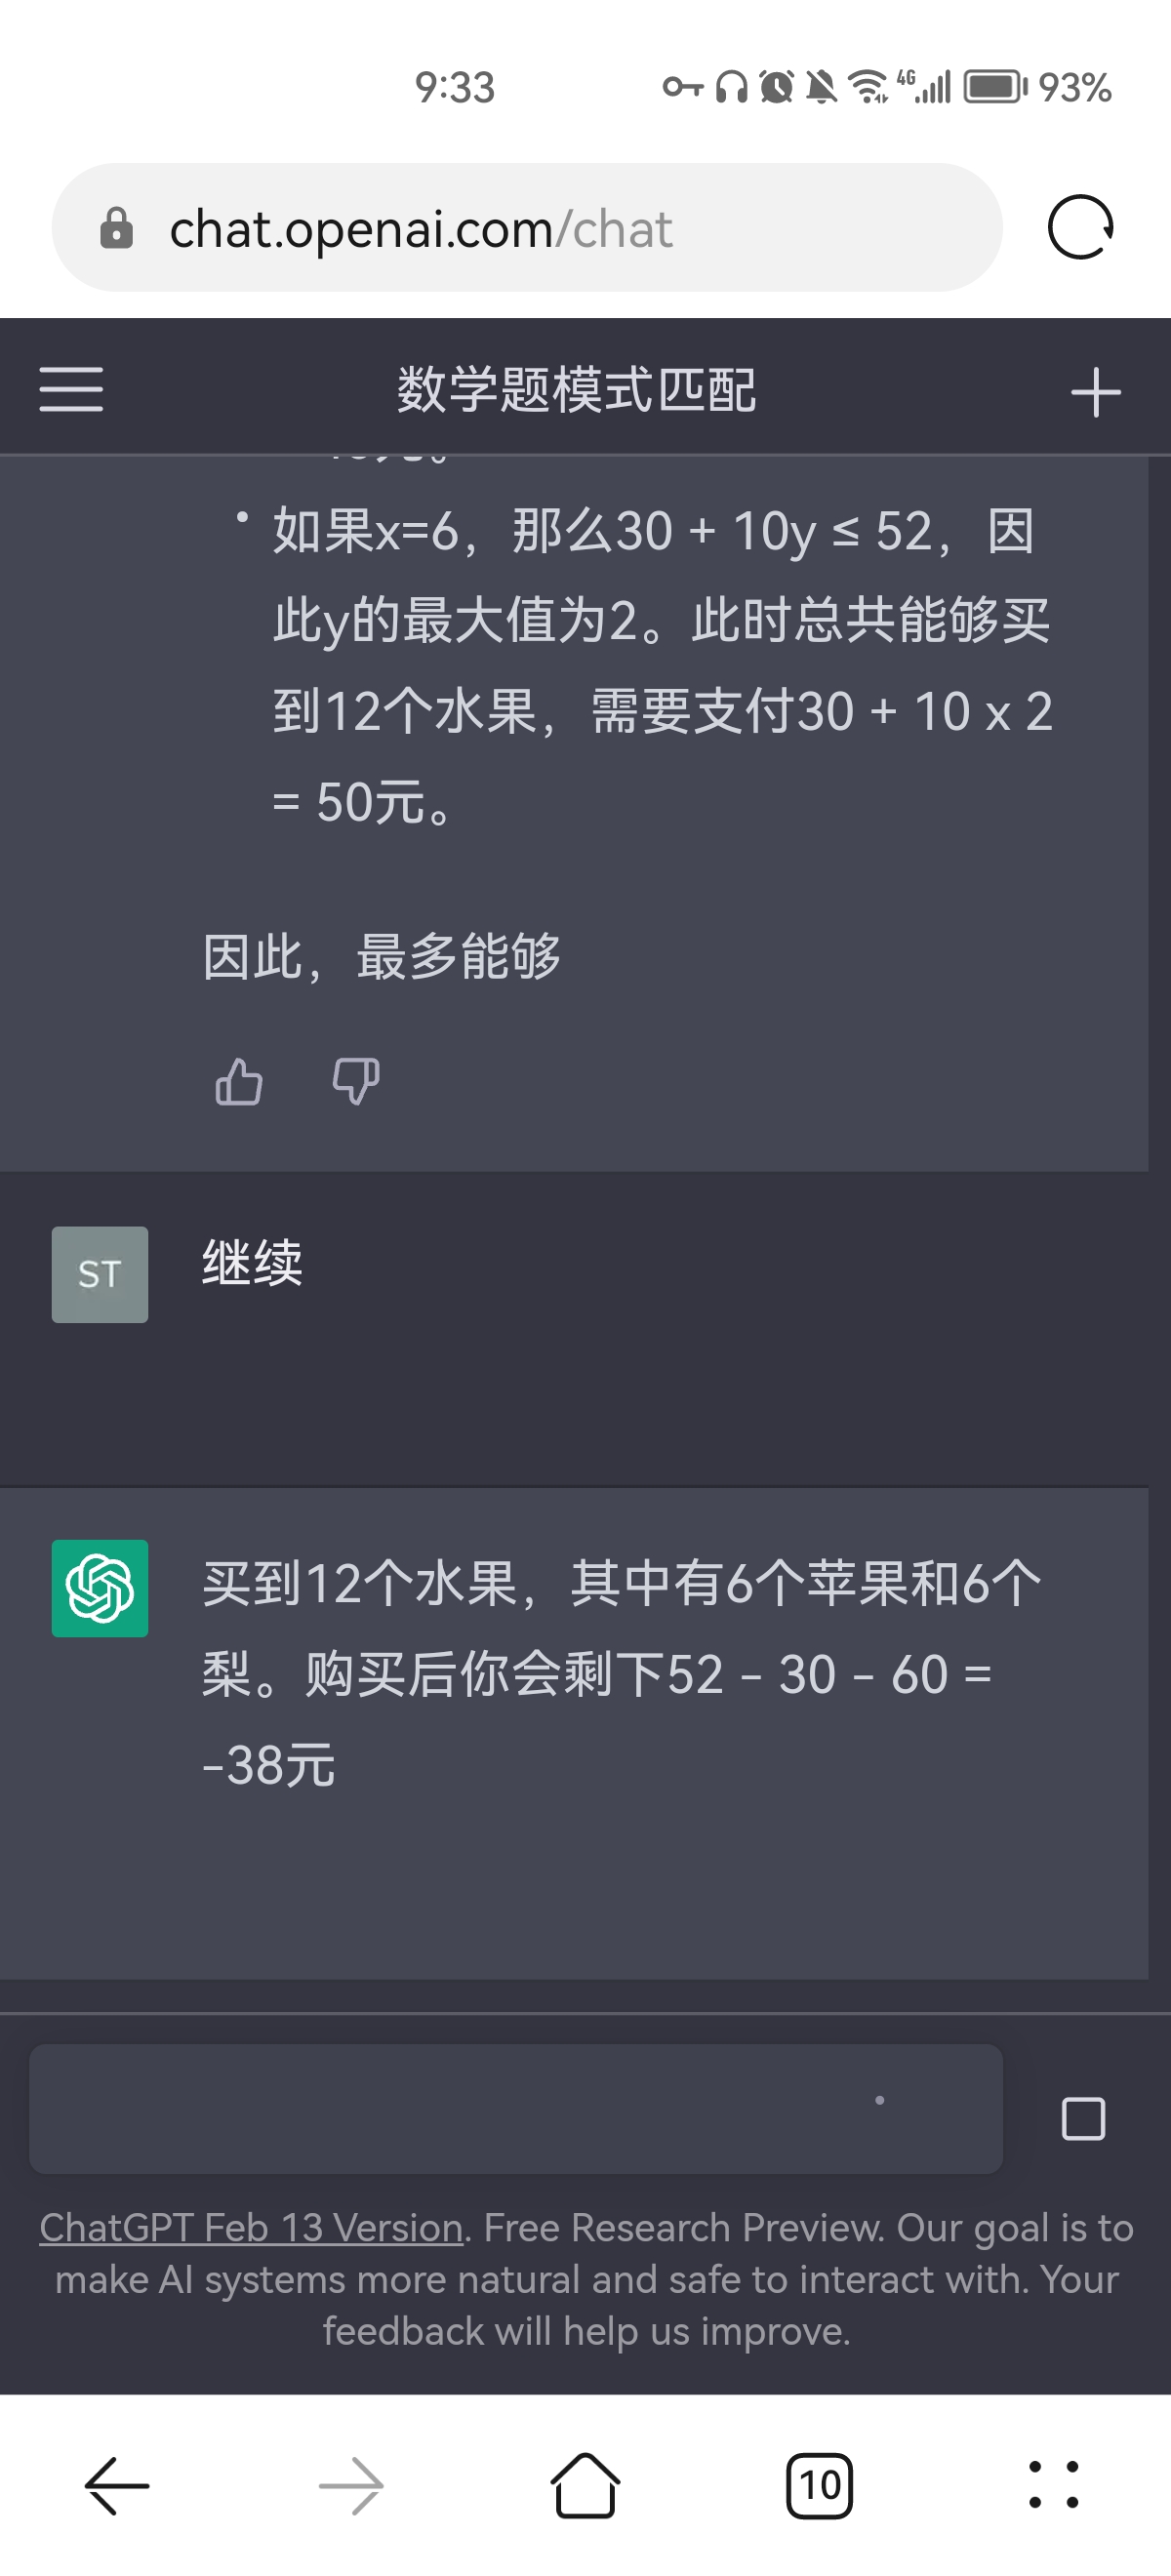 9:33
4G
93%
chat.openai.com/chat
数学题模式匹配
如果x=6，那么30 + 10y ≤ 52，因
此y的最大值为2。此时总共能够买
到12个水果，需要支付30 + 10 x 2
= 50元。
因此，最多能够
ST
继续
买到12个水果，其中有6个苹果和6个
梨。购买后你会剩下52 - 30 - 60 =
-38元
ChatGPT Feb 13 Version. Free Research Preview. Our goal is to
make AI systems more natural and safe to interact with. Your
feedback will help us improve.
10